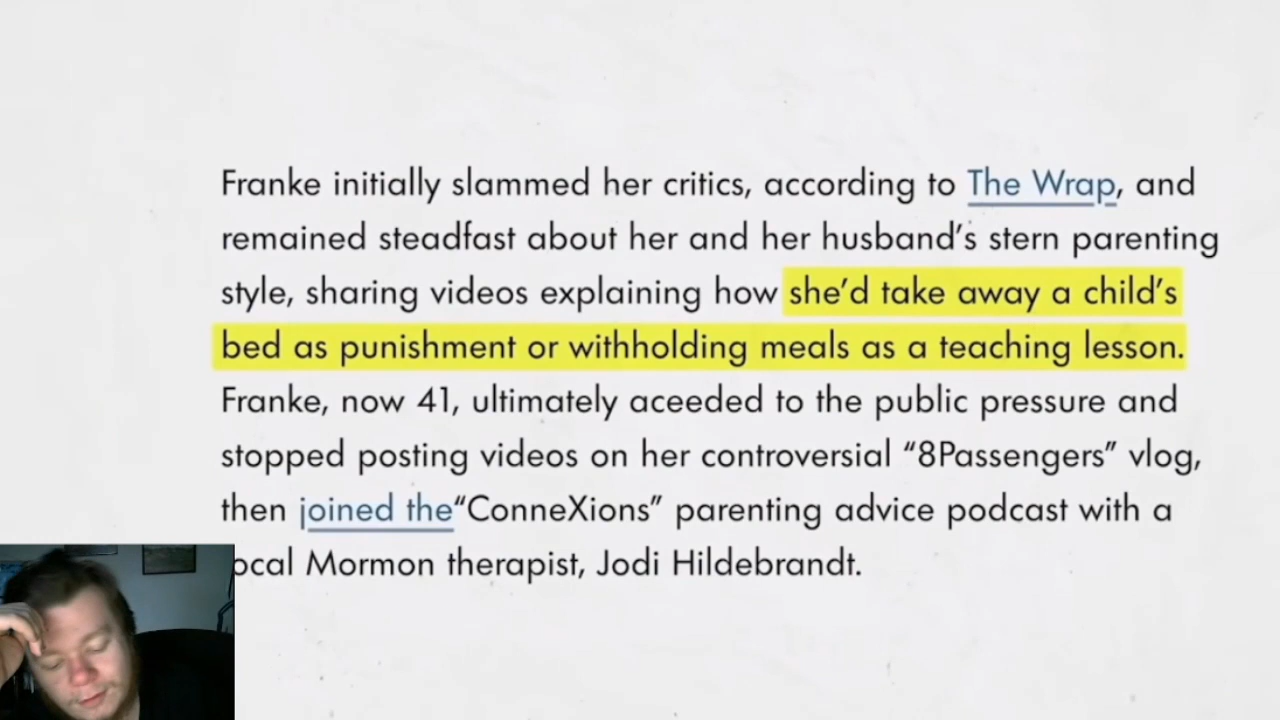 Franke initially slammed her critics, according to The Wrap, and
remained steadfast about her and her husband's stern parenting
style, sharing videos explaining how she'd take away a child's
bed as punishment or withholding meals as a teaching lesson.
Franke, now 41, ultimately aceeded to the public pressure and
stopped posting videos on her controversial “8Passengers” vlog,
then joined the“ConneXions” parenting advice podcast with a
ocal Mormon therapist, Jodi Hildebrandt.